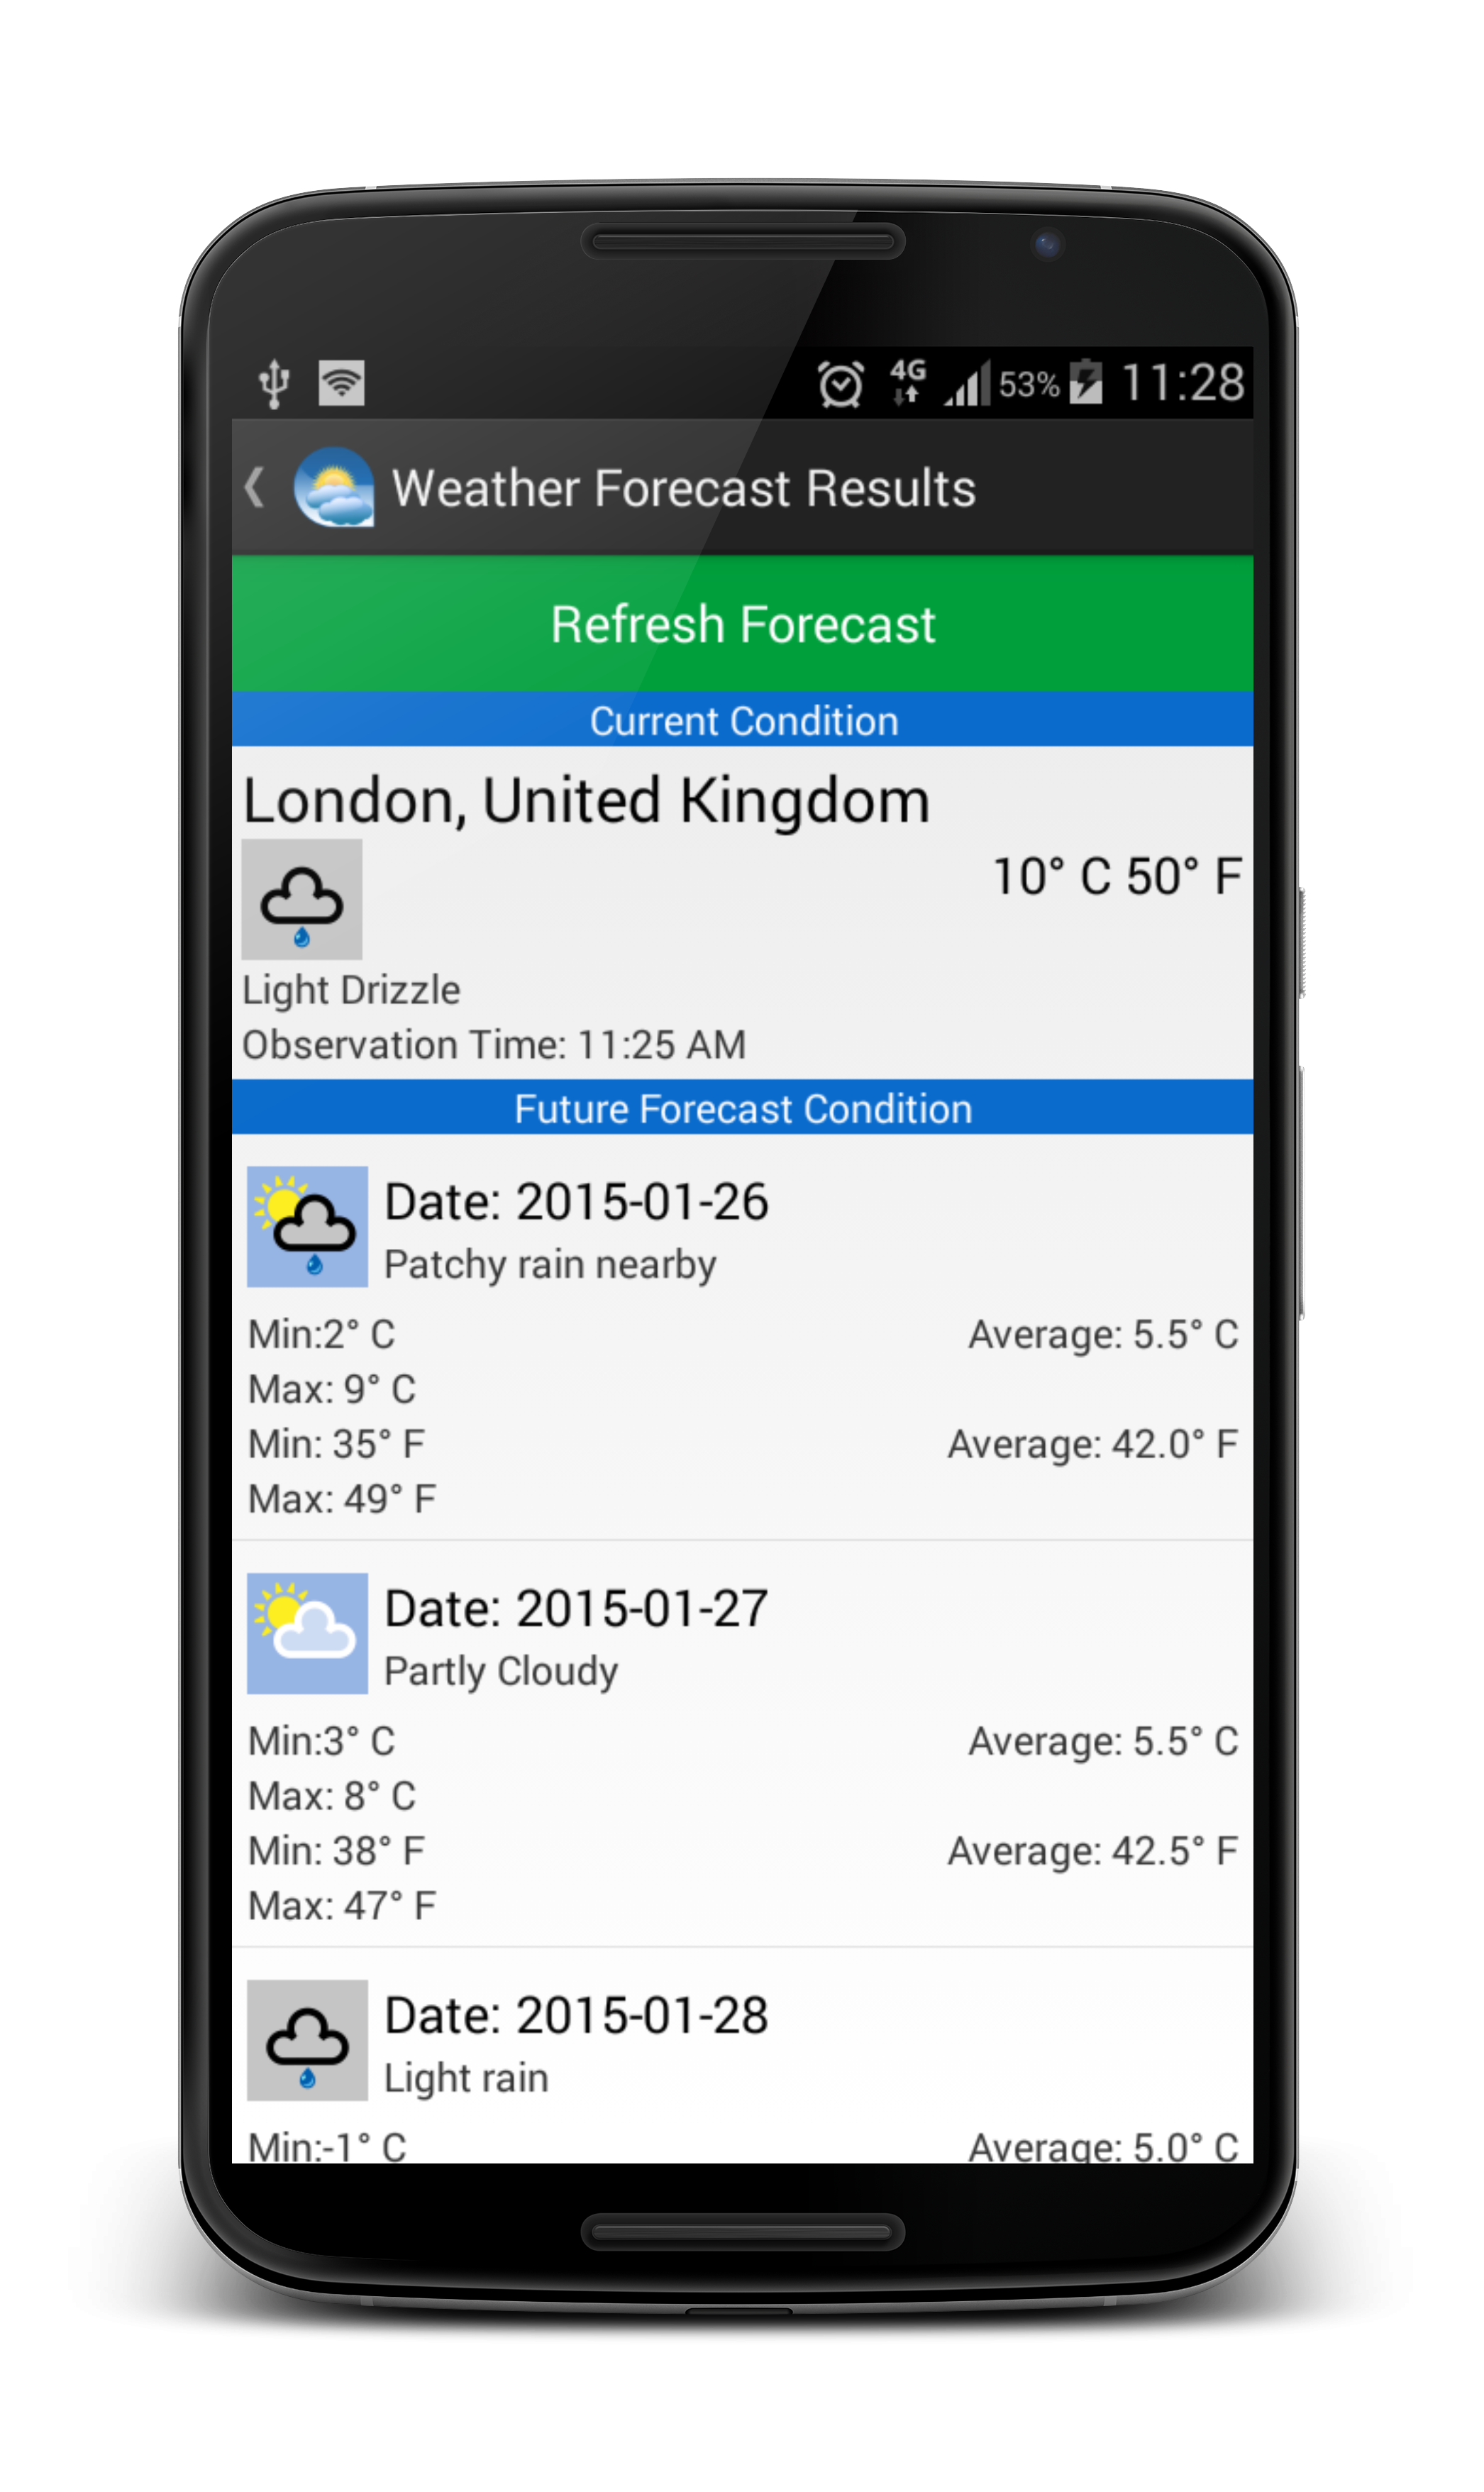 4G 53% 11:28
Weather Forecast Results
Refresh Forecast
Current Condition
London, United Kingdom
10° C 50° F
Light Drizzle
Observation Time: 11:25 AM
Future Forecast Condition
Date: 2015-01-26
Patchy rain nearby
Min:2° C Average: 5.5° C
Max: 9° C
Min: 35° F Average: 42.0° F
Max: 49° F
Date: 2015-01-27
Partly Cloudy
Min:3° C Average: 5.5° C
Max: 8° C
Min: 38° F Average: 42.5° F
Max: 47° F
Date: 2015-01-28
Light rain
Min:-1° C Average: 5.0° C